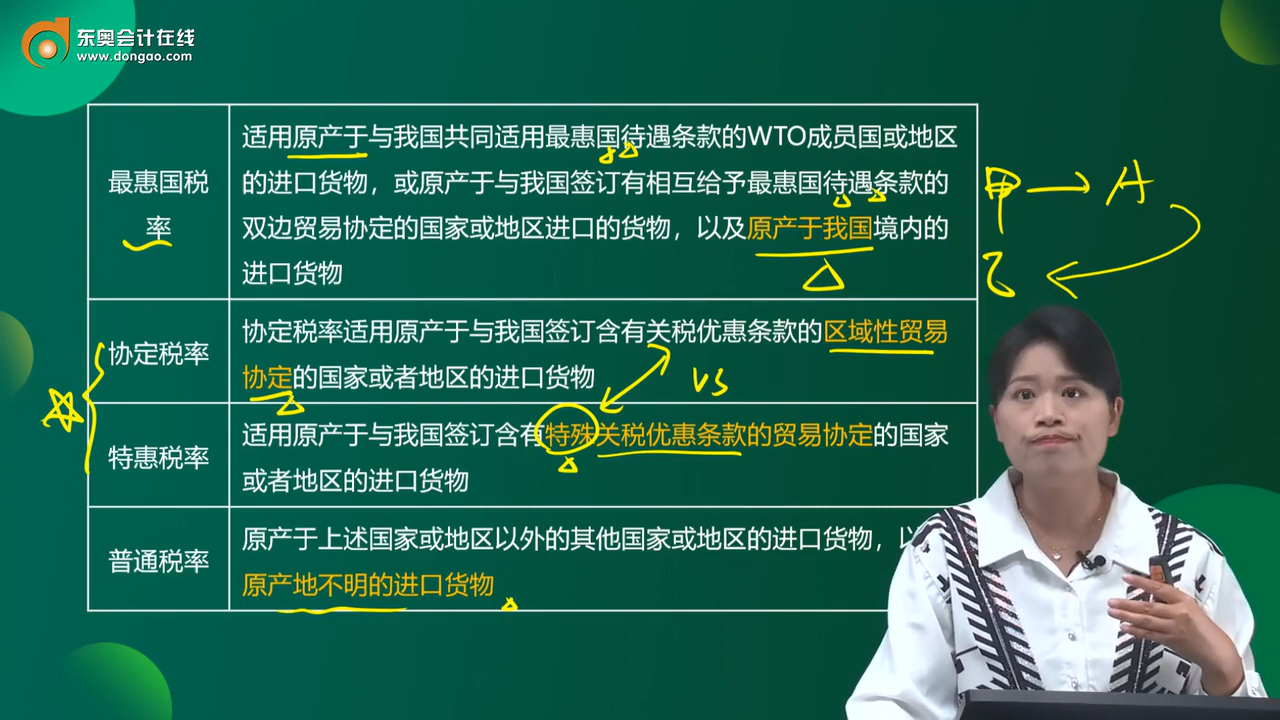 东奥会计在线
www.dongao.com
最惠国税
率
适用原产于与我国共同适用最惠国待遇条款的WTO成员国或地区
的进口货物，或原产于与我国签订有相互给予最惠国待遇条款的
双边贸易协定的国家或地区进口的货物，以及原产于我国境内的
进口货物
甲 → A
乙
协定税率
协定税率适用原产于与我国签订含有关税优惠条款的区域性贸易
协定的国家或者地区的进口货物
VS
特惠税率
适用原产于与我国签订含有特殊关税优惠条款的贸易协定的国家
或者地区的进口货物
普通税率
原产于上述国家或地区以外的其他国家或地区的进口货物，以
原产地不明的进口货物